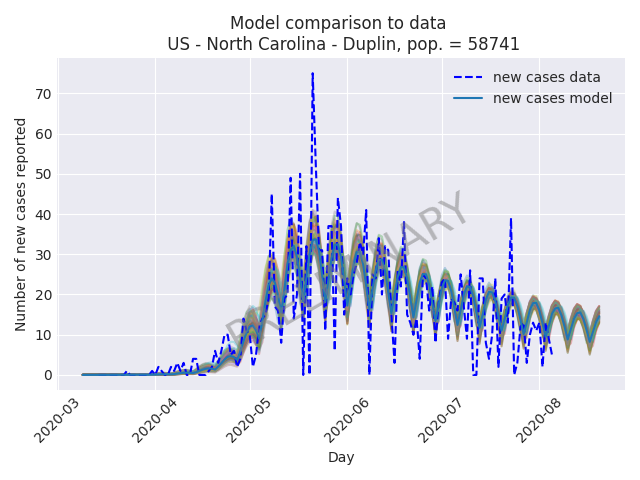 Model comparison to data
US - North Carolina - Duplin, pop. = 58741
new cases data
new cases model
Number of new cases reported
70
60
50
40
30
20
10
0
PRELIMINARY
2020-03
2020-04
2020-05
2020-06
2020-07
2020-08
Day